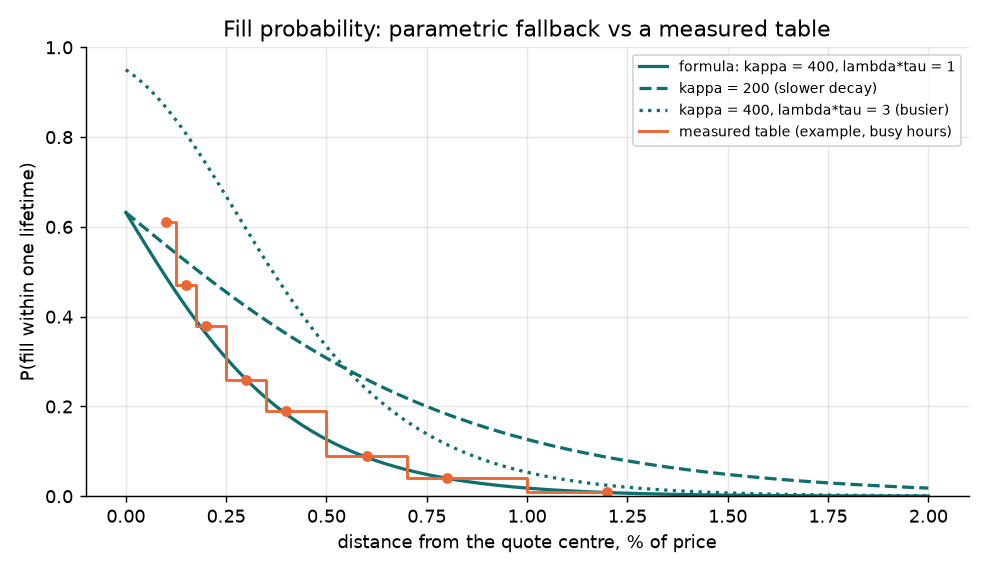 Fill probability: parametric fallback vs a measured table
formula: kappa = 400, lambda*tau = 1
kappa = 200 (slower decay)
kappa = 400, lambda*tau = 3 (busier)
measured table (example, busy hours)
P(fill within one lifetime)
1.0
0.8
0.6
0.4
0.2
0.0
0.00 0.25 0.50 0.75 1.00 1.25 1.50 1.75 2.00
distance from the quote centre, % of price